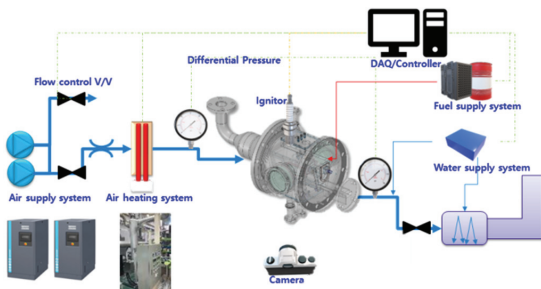 DAQ/Controller
Differential Pressure
Flow control V/V
Ignitor
Fuel supply system
Water supply system
Air supply system
Air heating system
Camera